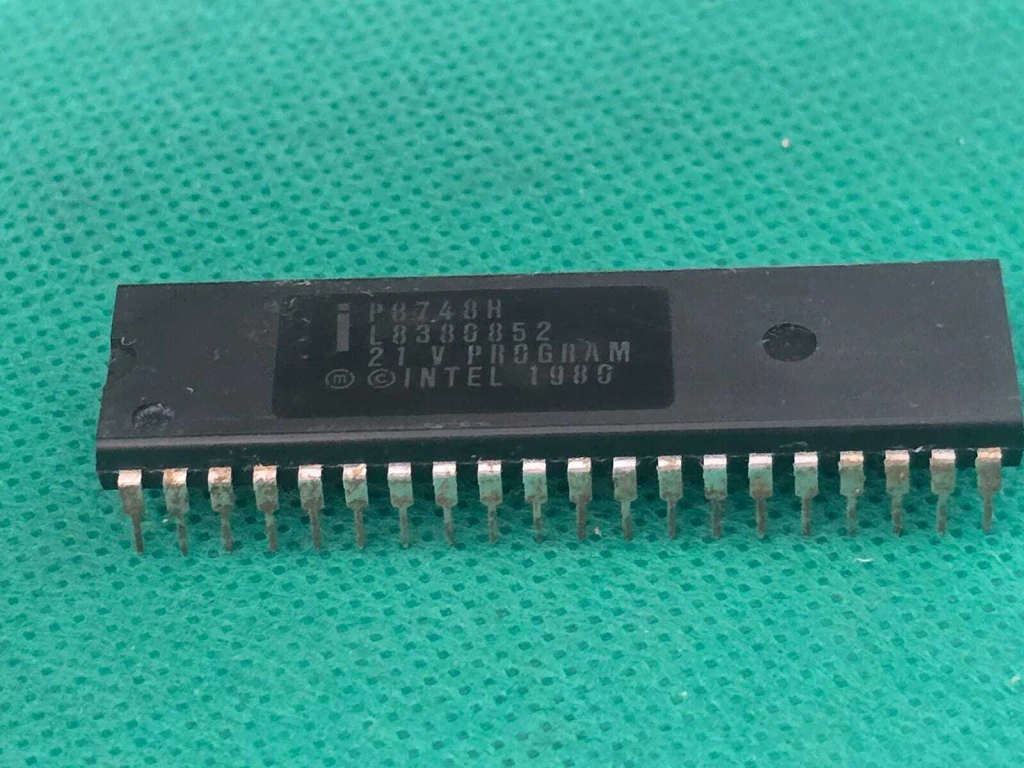 i P8748H
L8380852
21 V PROGRAM
ⓜ ©INTEL 1980